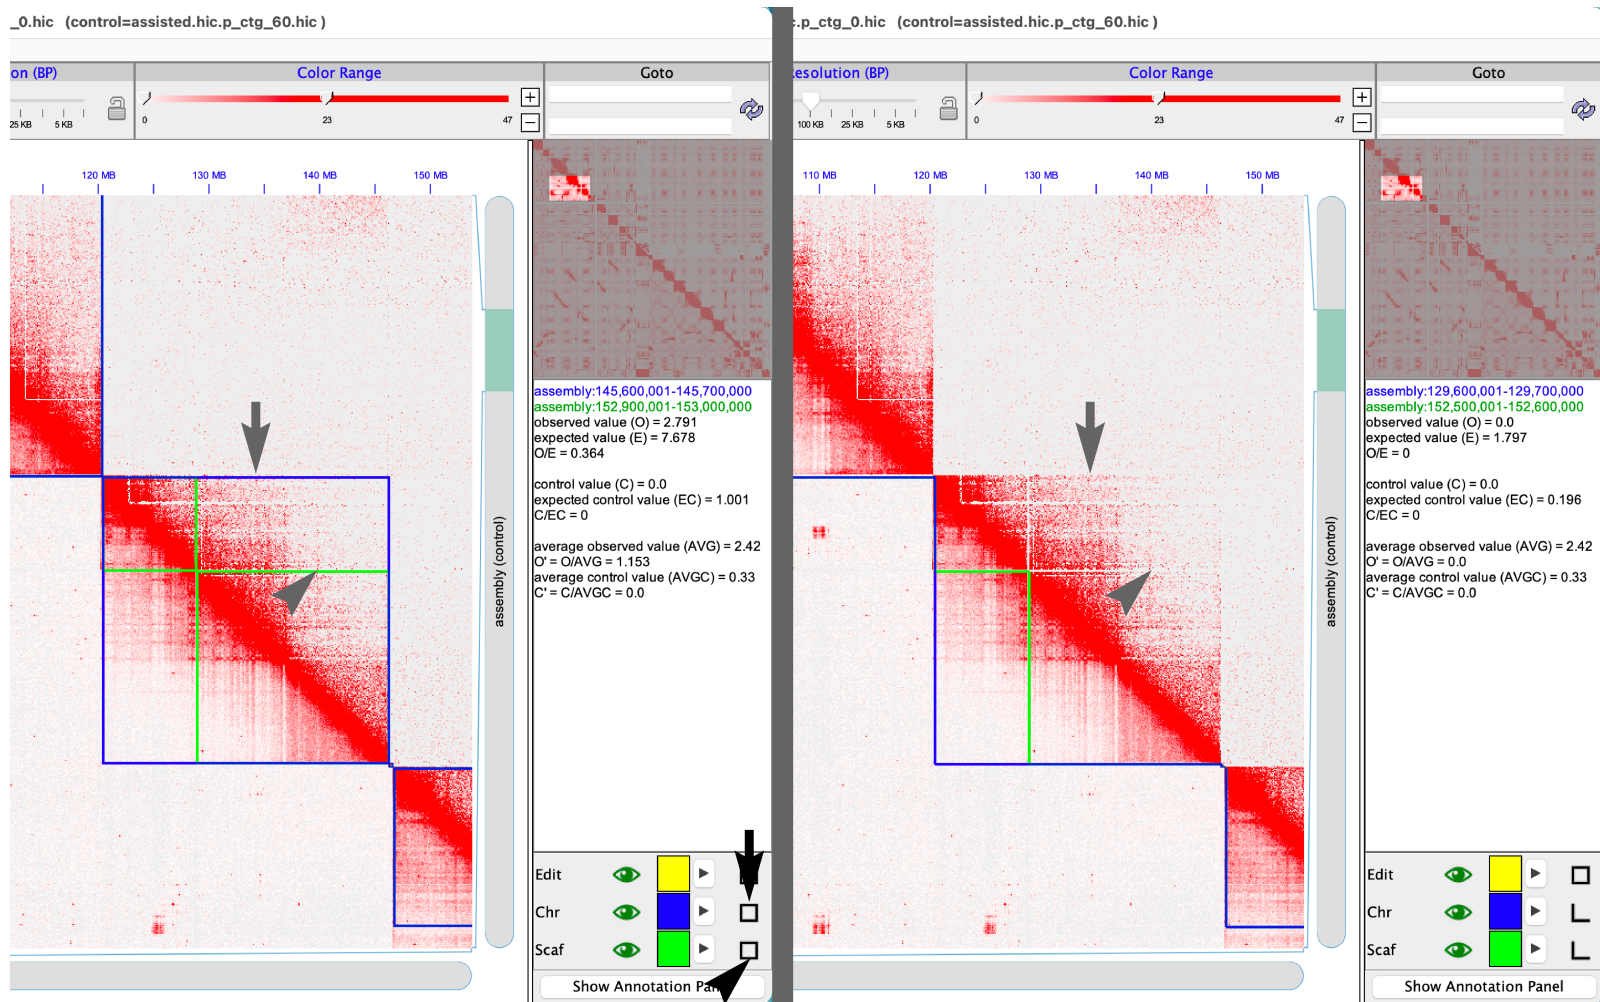 _0.hic (control=assisted.hic.p_ctg_60.hic )
on (BP)
Color Range
Goto
25 KB
5 KB
0
23
47
120 MB
130 MB
140 MB
150 MB
assembly (control)
assembly:145,600,001-145,700,000
assembly:152,900,001-153,000,000
observed value (O) = 2.791
expected value (E) = 7.678
O/E = 0.364
control value (C) = 0.0
expected control value (EC) = 1.001
C/EC = 0
average observed value (AVG) = 2.42
O' = O/AVG = 1.153
average control value (AVGC) = 0.33
C' = C/AVGC = 0.0
Edit
Chr
Scaf
Show Annotation Pa
c.p_ctg_0.hic (control=assisted.hic.p_ctg_60.hic )
esolution (BP)
Color Range
Goto
100 KB
25 KB
5 KB
0
23
47
110 MB
120 MB
130 MB
140 MB
150 MB
assembly (control)
assembly:129,600,001-129,700,000
assembly:152,500,001-152,600,000
observed value (O) = 0.0
expected value (E) = 1.797
O/E = 0
control value (C) = 0.0
expected control value (EC) = 0.196
C/EC = 0
average observed value (AVG) = 2.42
O' = O/AVG = 0.0
average control value (AVGC) = 0.33
C' = C/AVGC = 0.0
Edit
Chr
Scaf
Show Annotation Panel